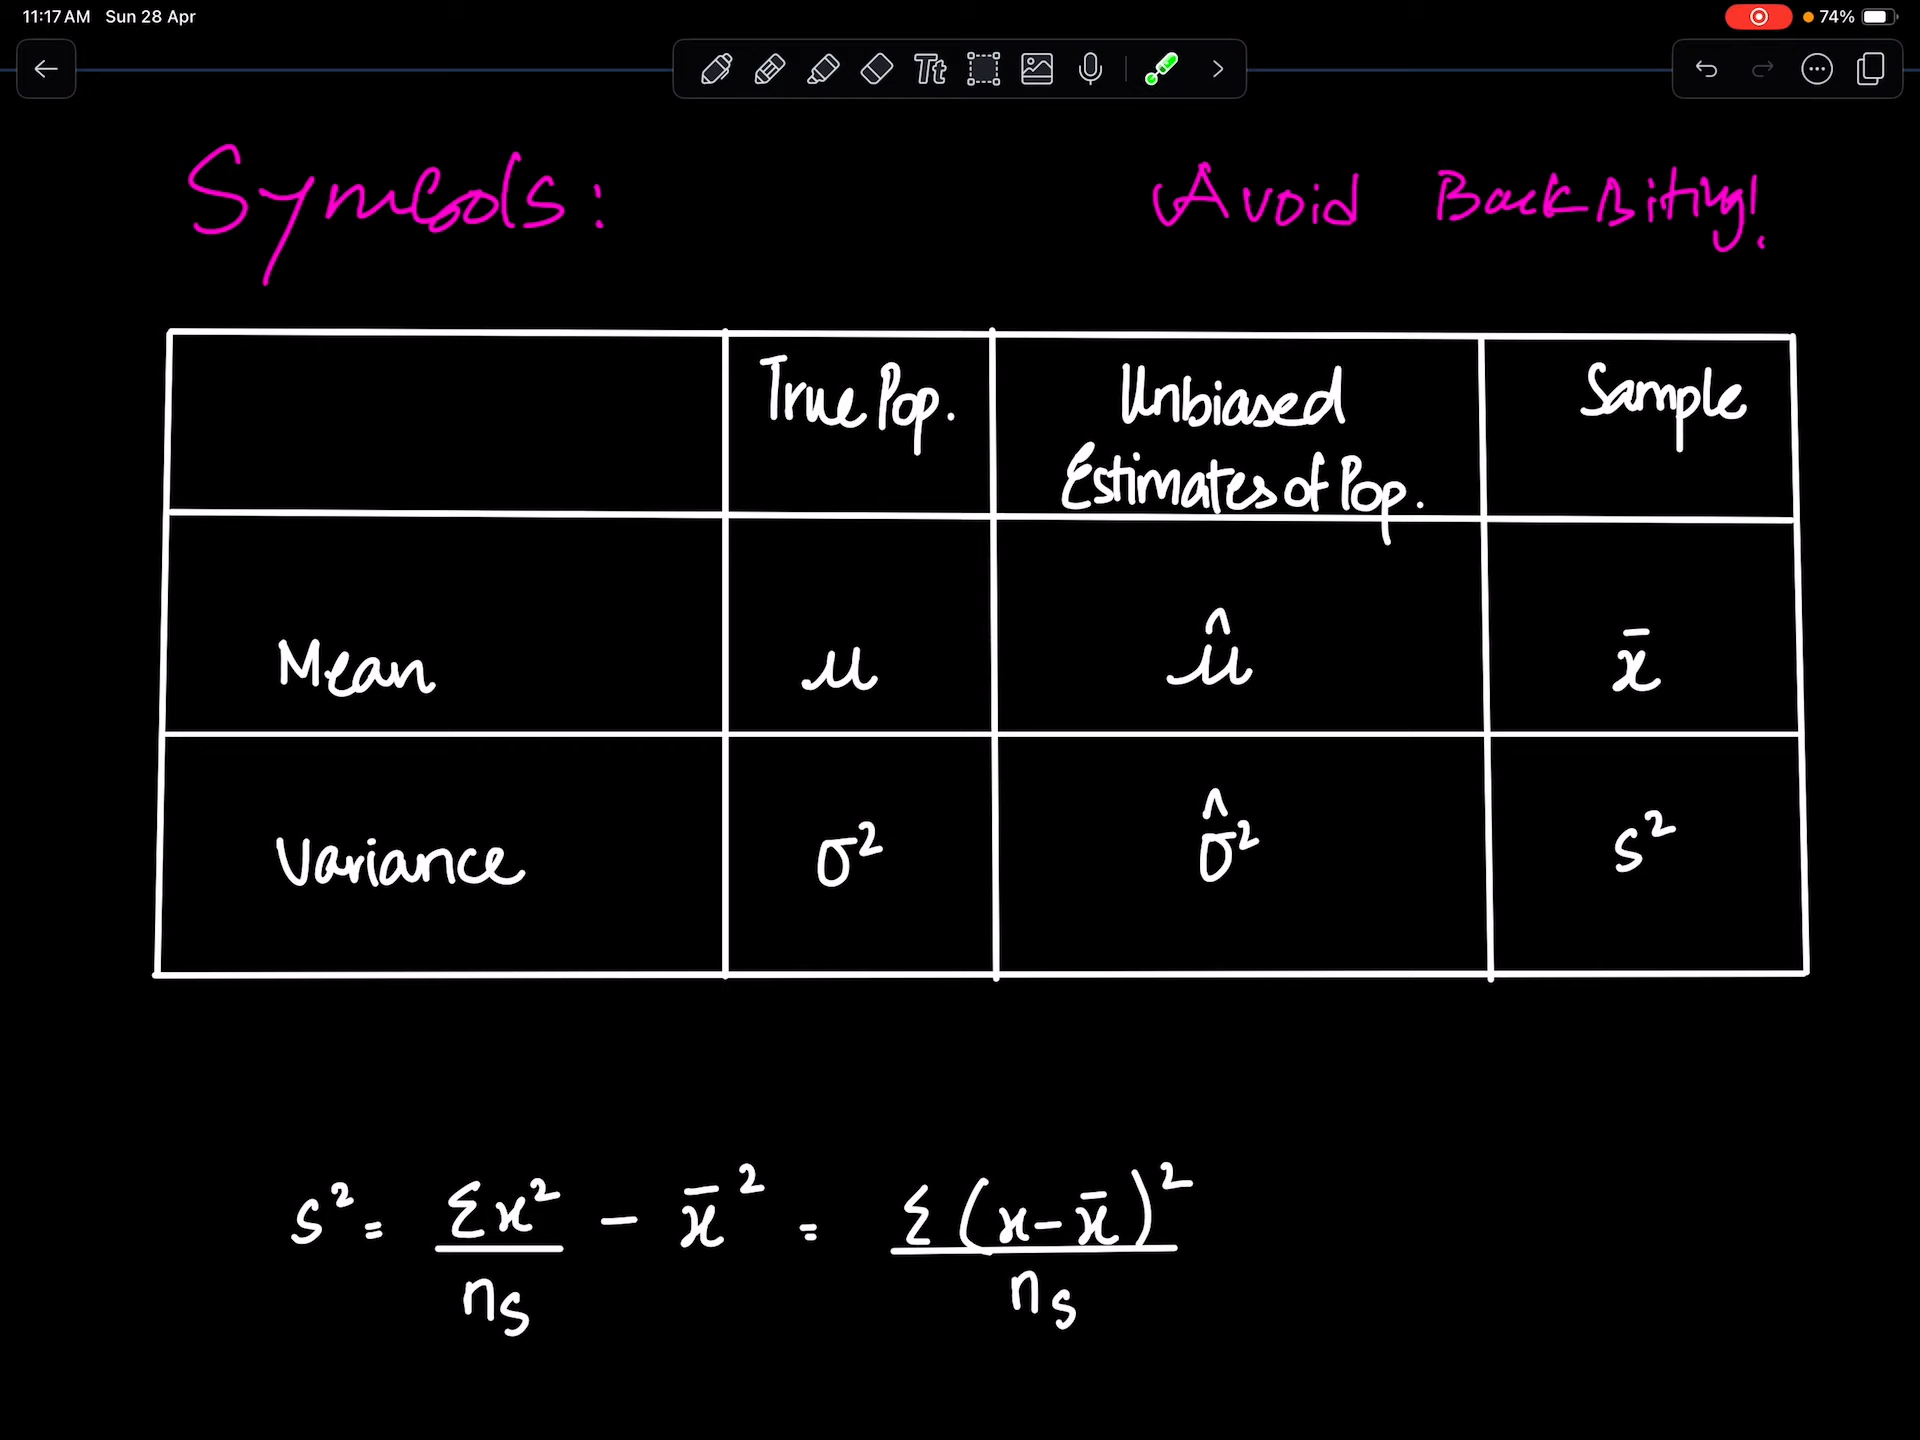 11:17 AM Sun 28 Apr 74%
Tt
Symbols: Avoid BackBiting!
True Pop. Unbiased Estimates of Pop. Sample
Mean μ μ̂ x̄
Variance σ² σ̂² s²
s² = Σx²/nₛ − x̄² = Σ(x−x̄)²/nₛ